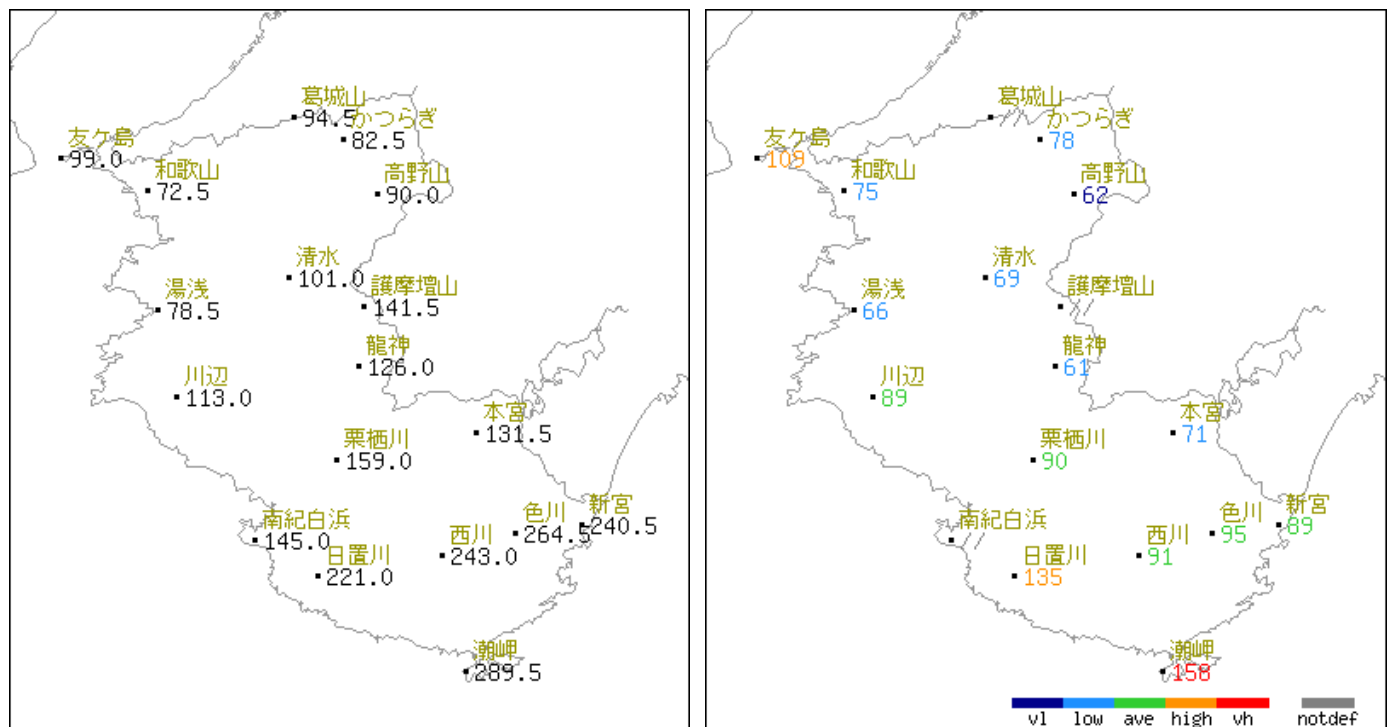 葛城山
94.5
かつらぎ
82.5
友ケ島
99.0
和歌山
72.5
高野山
90.0
清水
101.0
護摩壇山
141.5
湯浅
78.5
龍神
126.0
川辺
113.0
本宮
131.5
栗栖川
159.0
新宮
240.5
色川
264.5
南紀白浜
145.0
西川
243.0
日置川
221.0
潮岬
289.5
葛城山
//
かつらぎ
78
友ケ島
109
和歌山
75
高野山
62
清水
69
護摩壇山
//
湯浅
66
龍神
61
川辺
89
本宮
71
栗栖川
90
新宮
89
色川
95
南紀白浜
//
西川
91
日置川
135
潮岬
158
vl low ave high vh notdef